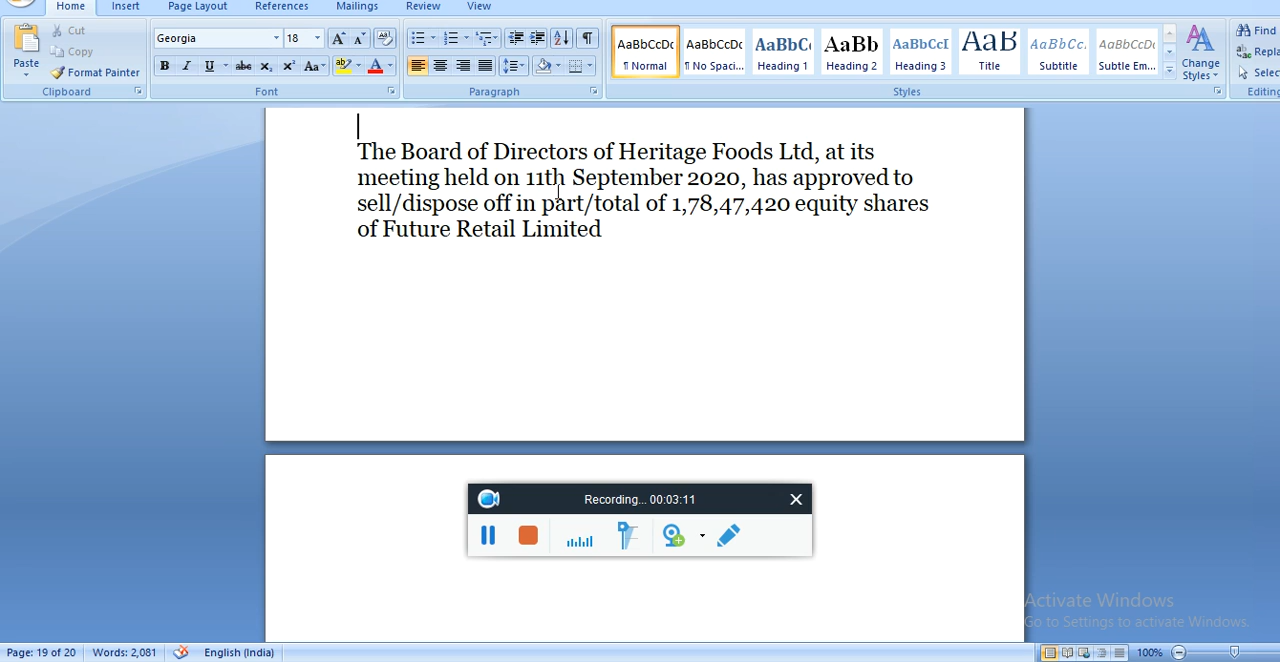 Home Insert Page Layout References Mailings Review View
Cut
Copy
Paste
Format Painter
Clipboard
Georgia 18
Font
Paragraph
AaBbCcDc AaBbCcDc AaBbC AaBb AaBbCcI AaB AaBbCc. AaBbCcDc
¶ Normal ¶ No Spaci... Heading 1 Heading 2 Heading 3 Title Subtitle Subtle Em...
Change
Styles
Styles
Find
Repla
Selec
Editing
The Board of Directors of Heritage Foods Ltd, at its
meeting held on 11th September 2020, has approved to
sell/dispose off in part/total of 1,78,47,420 equity shares
of Future Retail Limited
Recording... 00:03:11
Activate Windows
Go to Settings to activate Windows.
Page: 19 of 20 Words: 2,081 English (India) 100%